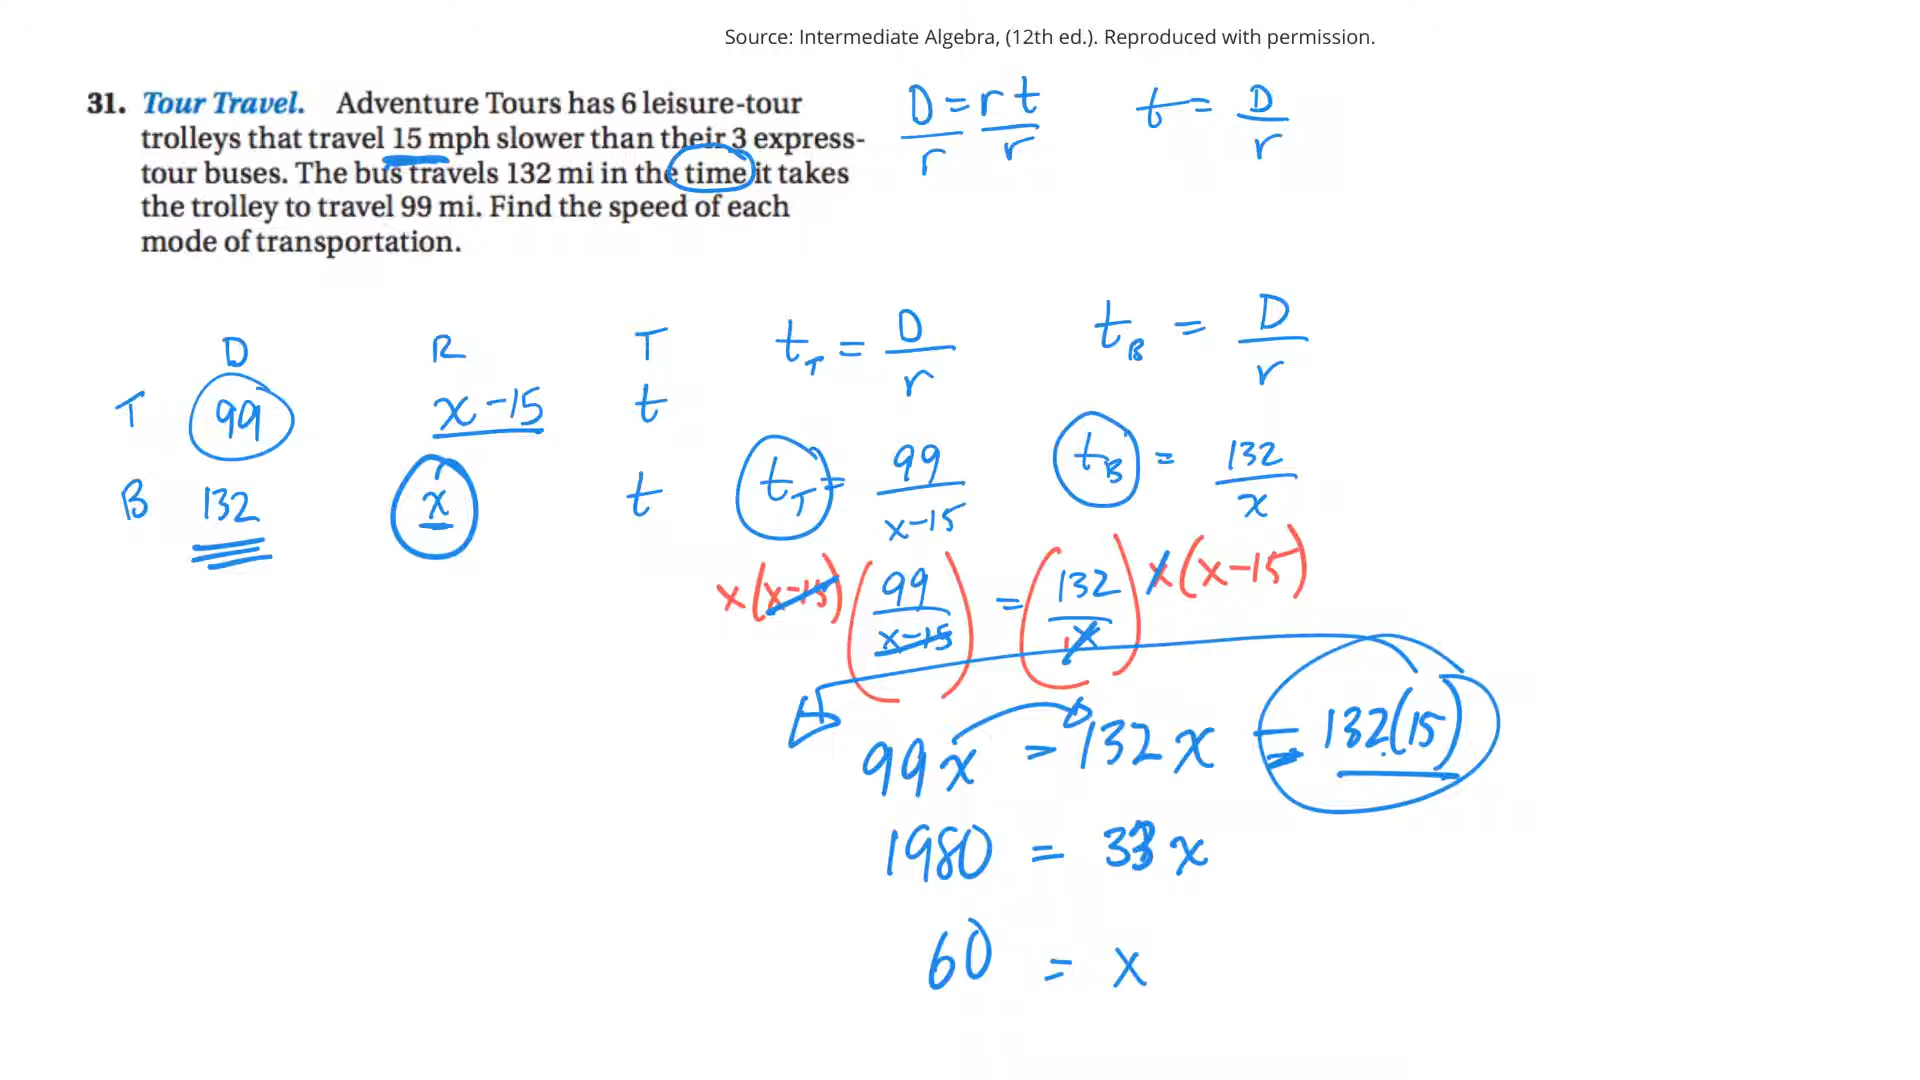 Source: Intermediate Algebra, (12th ed.). Reproduced with permission.
31. Tour Travel. Adventure Tours has 6 leisure-tour
trolleys that travel 15 mph slower than their 3 express-
tour buses. The bus travels 132 mi in the time it takes
the trolley to travel 99 mi. Find the speed of each
mode of transportation.
D = r t
r r
t = D
r
D R T
T 99 x - 15 t
B 132 x t
t_T = D
r
t_B = D
r
t_T = 99
x-15
t_B = 132
x
x(x-15) (99 = (132 x(x-15)
x-15) x)
99x = 132x - 132(15)
1980 = 33x
60 = x